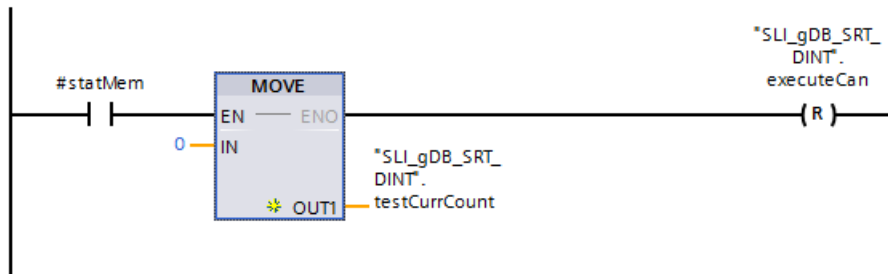 "SLI_gDB_SRT_
DINT".
executeCan
#statMem
MOVE
R
EN
ENO
0
IN
"SLI_gDB_SRT_
DINT".
testCurrCount
OUT1